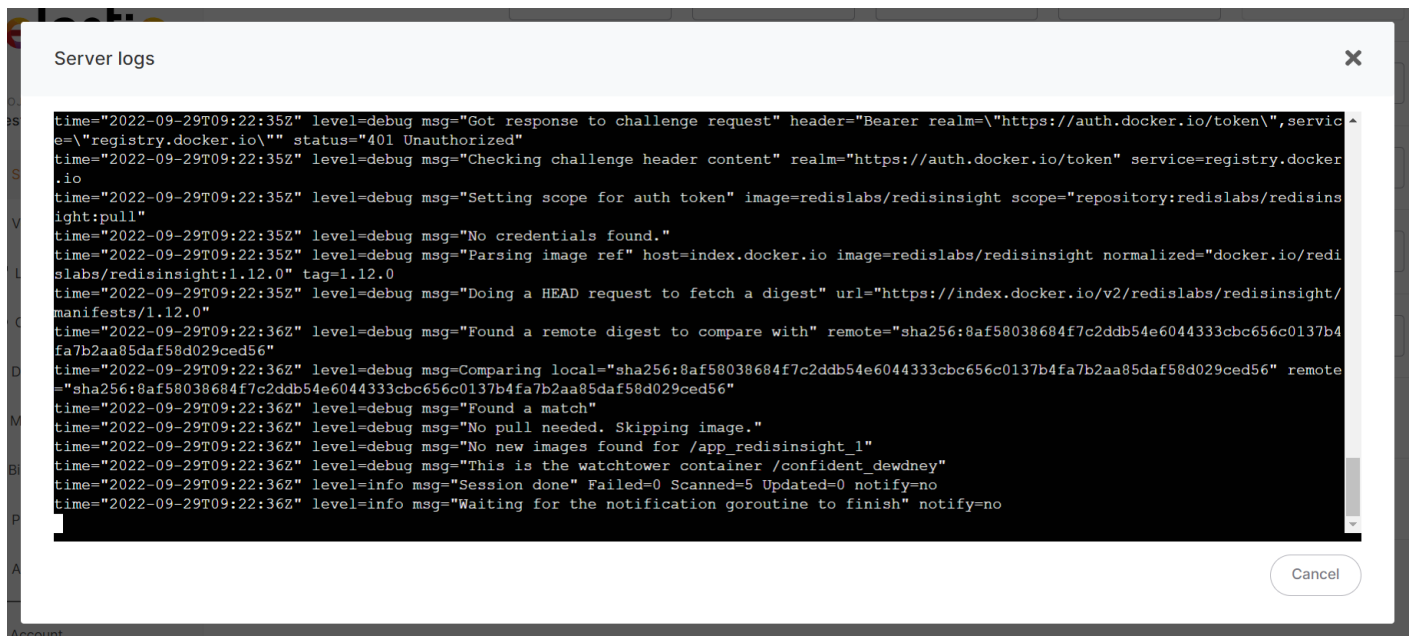 Server logs
time="2022-09-29T09:22:35Z" level=debug msg="Got response to challenge request" header="Bearer realm=\"https://auth.docker.io/token\",servic
e=\"registry.docker.io\"" status="401 Unauthorized"
time="2022-09-29T09:22:35Z" level=debug msg="Checking challenge header content" realm="https://auth.docker.io/token" service=registry.docker
.io
time="2022-09-29T09:22:35Z" level=debug msg="Setting scope for auth token" image=redislabs/redisinsight scope="repository:redislabs/redisins
ight:pull"
time="2022-09-29T09:22:35Z" level=debug msg="No credentials found."
time="2022-09-29T09:22:35Z" level=debug msg="Parsing image ref" host=index.docker.io image=redislabs/redisinsight normalized="docker.io/redi
slabs/redisinsight:1.12.0" tag=1.12.0
time="2022-09-29T09:22:35Z" level=debug msg="Doing a HEAD request to fetch a digest" url="https://index.docker.io/v2/redislabs/redisinsight/
manifests/1.12.0"
time="2022-09-29T09:22:36Z" level=debug msg="Found a remote digest to compare with" remote="sha256:8af58038684f7c2ddb54e6044333cbc656c0137b4
fa7b2aa85daf58d029ced56"
time="2022-09-29T09:22:36Z" level=debug msg=Comparing local="sha256:8af58038684f7c2ddb54e6044333cbc656c0137b4fa7b2aa85daf58d029ced56" remote
="sha256:8af58038684f7c2ddb54e6044333cbc656c0137b4fa7b2aa85daf58d029ced56"
time="2022-09-29T09:22:36Z" level=debug msg="Found a match"
time="2022-09-29T09:22:36Z" level=debug msg="No pull needed. Skipping image."
time="2022-09-29T09:22:36Z" level=debug msg="No new images found for /app_redisinsight_1"
time="2022-09-29T09:22:36Z" level=debug msg="This is the watchtower container /confident_dewdney"
time="2022-09-29T09:22:36Z" level=info msg="Session done" Failed=0 Scanned=5 Updated=0 notify=no
time="2022-09-29T09:22:36Z" level=info msg="Waiting for the notification goroutine to finish" notify=no
Cancel
Account